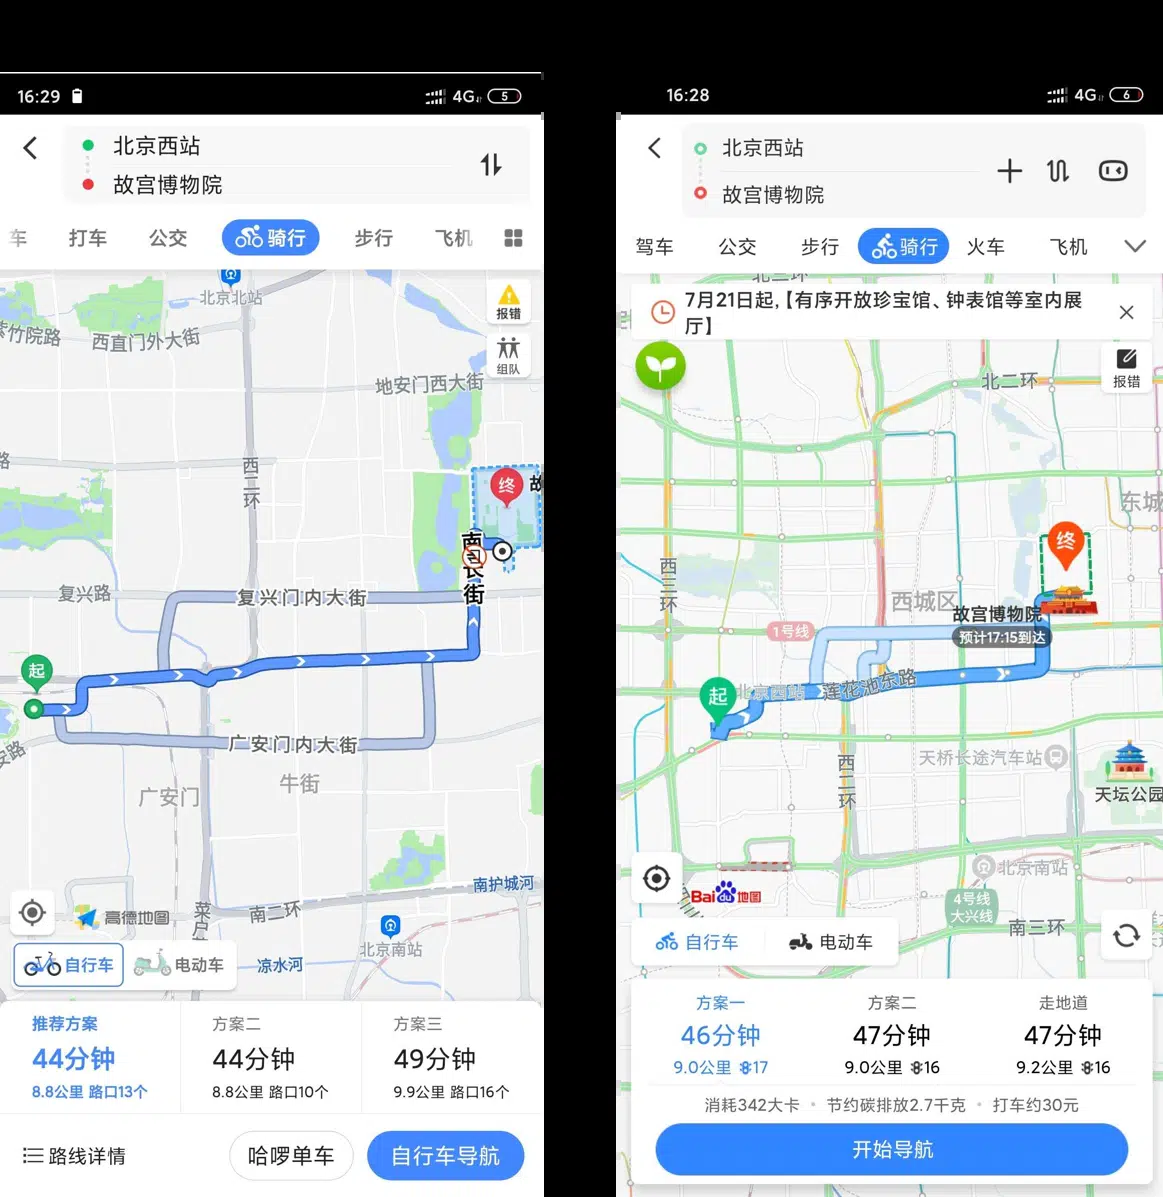 16:29
4G
5
北京西站
故宫博物院
车
打车
公交
骑行
步行
飞机
北京北站
报错
紫竹院路
西直门外大街
组队
地安门西大街
路
西二环
终
故
南长街
复兴路
复兴门内大街
起
广安门内大街
安路
牛街
广安门
南护城河
高德地图
菜户
南二环
北京南站
自行车
电动车
凉水河
推荐方案
44分钟
8.8公里 路口13个
方案二
44分钟
8.8公里 路口10个
方案三
49分钟
9.9公里 路口16个
路线详情
哈啰单车
自行车导航
16:28
4G
6
北京西站
故宫博物院
驾车
公交
步行
骑行
火车
飞机
北三环
7月21日起,【有序开放珍宝馆、钟表馆等室内展
厅】
报错
北二环
东城
终
西三环
西城区
故宫博物院
1号线
预计17:15到达
起
北京西站
莲花池东路
天桥长途汽车站
西二环
天坛公园
北京南站
Bai du 地图
4号线
大兴线
南三环
自行车
电动车
方案一
46分钟
9.0公里 17
方案二
47分钟
9.0公里 16
走地道
47分钟
9.2公里 16
消耗342大卡 • 节约碳排放2.7千克 • 打车约30元
开始导航